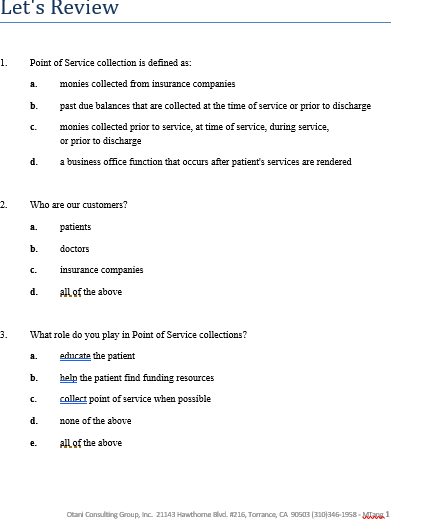 Let's Review
1. Point of Service collection is defined as:
a. monies collected from insurance companies
b. past due balances that are collected at the time of service or prior to discharge
c. monies collected prior to service, at time of service, during service,
or prior to discharge
d. a business office function that occurs after patient's services are rendered
2. Who are our customers?
a. patients
b. doctors
c. insurance companies
d. all of the above
3. What role do you play in Point of Service collections?
a. educate the patient
b. help the patient find funding resources
c. collect point of service when possible
d. none of the above
e. all of the above
Otani Consulting Group, Inc. 21143 Hawthorne Blvd. #216, Torrance, CA 90503 (310)346-1958 - MTang 1